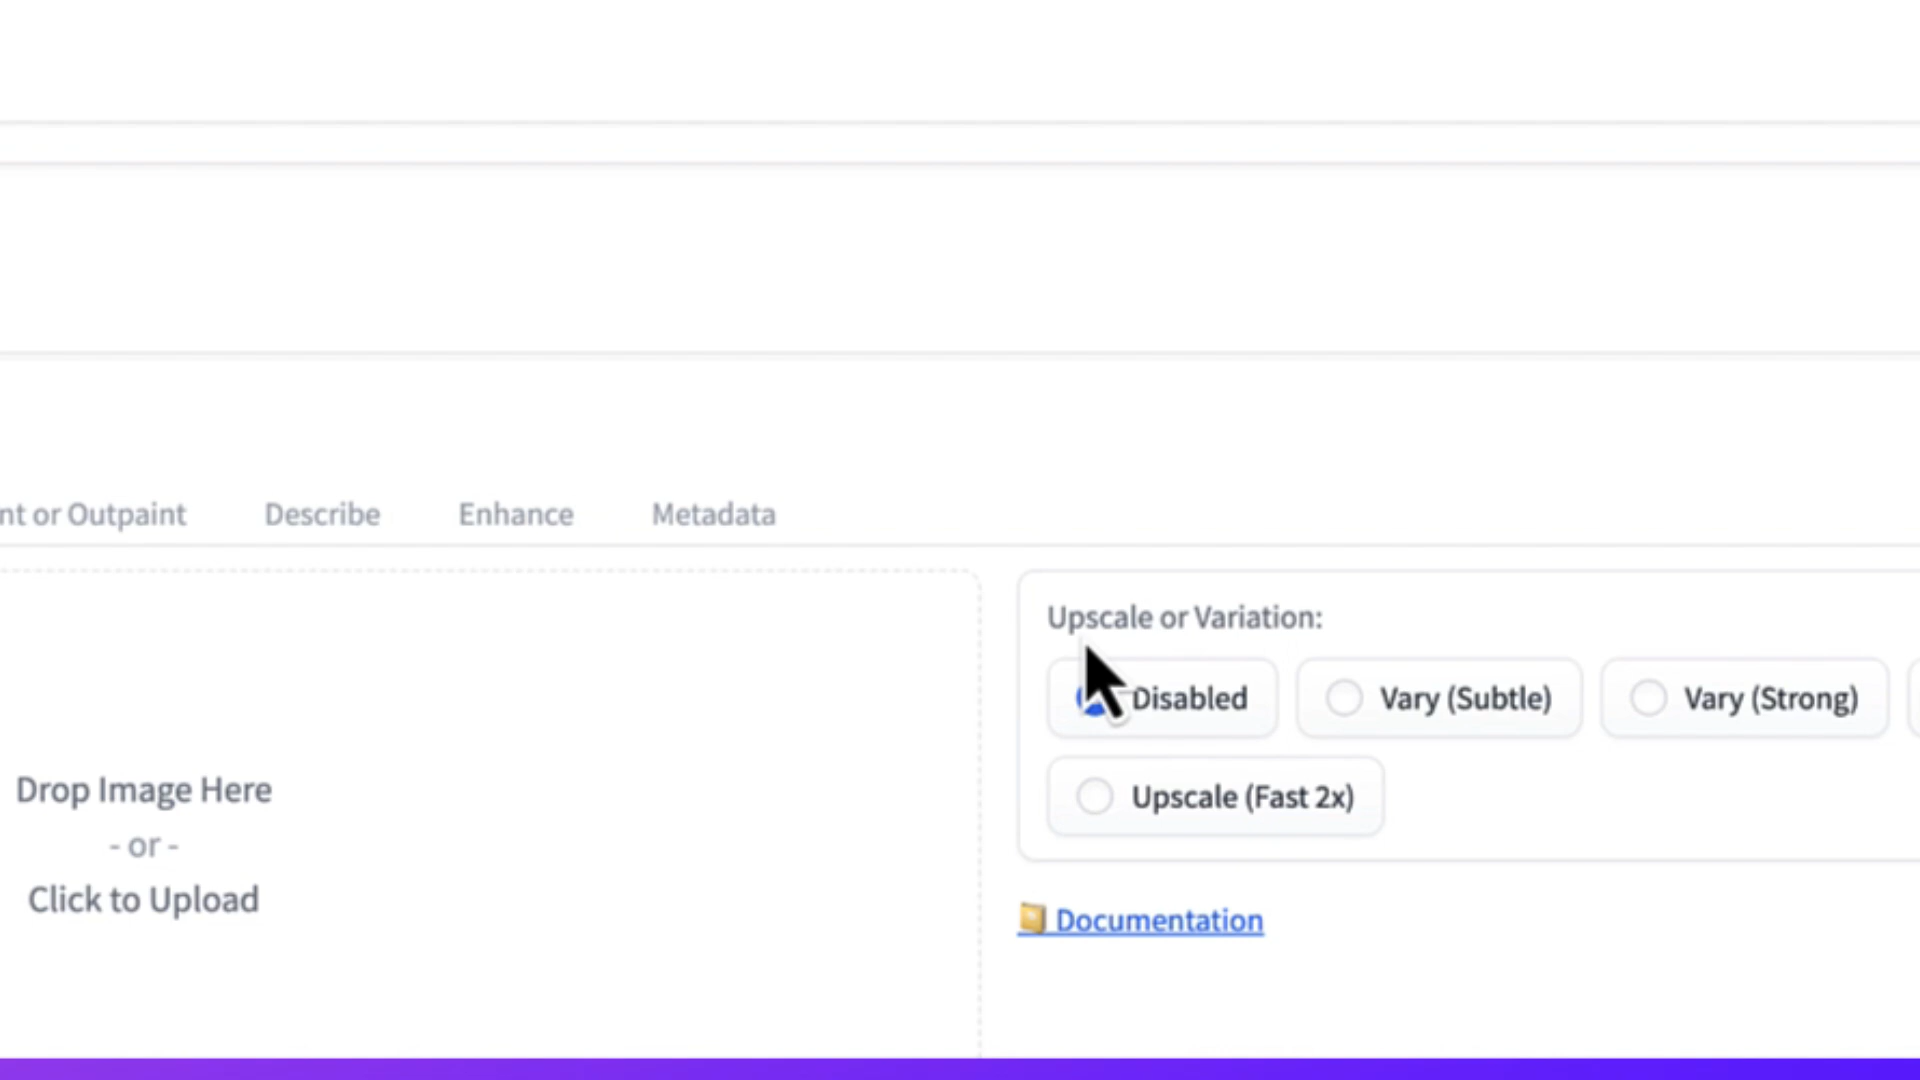 nt or Outpaint Describe Enhance Metadata
Upscale or Variation:
Disabled Vary (Subtle) Vary (Strong)
Upscale (Fast 2x)
Drop Image Here
- or -
Click to Upload
Documentation